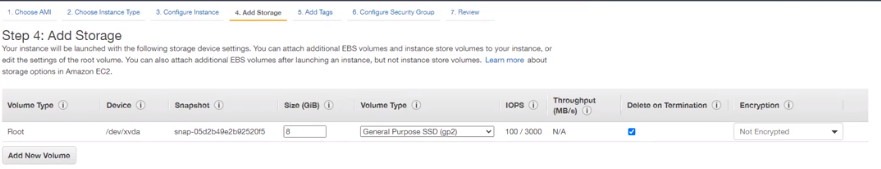 1. Choose AMI 2. Choose Instance Type 3. Configure Instance 4. Add Storage 5. Add Tags 6. Configure Security Group 7. Review
Step 4: Add Storage
Your instance will be launched with the following storage device settings. You can attach additional EBS volumes and instance store volumes to your instance, or
edit the settings of the root volume. You can also attach additional EBS volumes after launching an instance, but not instance store volumes. Learn more about
storage options in Amazon EC2.
Volume Type Device Snapshot Size (GiB) Volume Type IOPS Throughput (MB/s) Delete on Termination Encryption
Root /dev/xvda snap-05d2b49e2b92520f5 8 General Purpose SSD (gp2) 100 / 3000 N/A Not Encrypted
Add New Volume